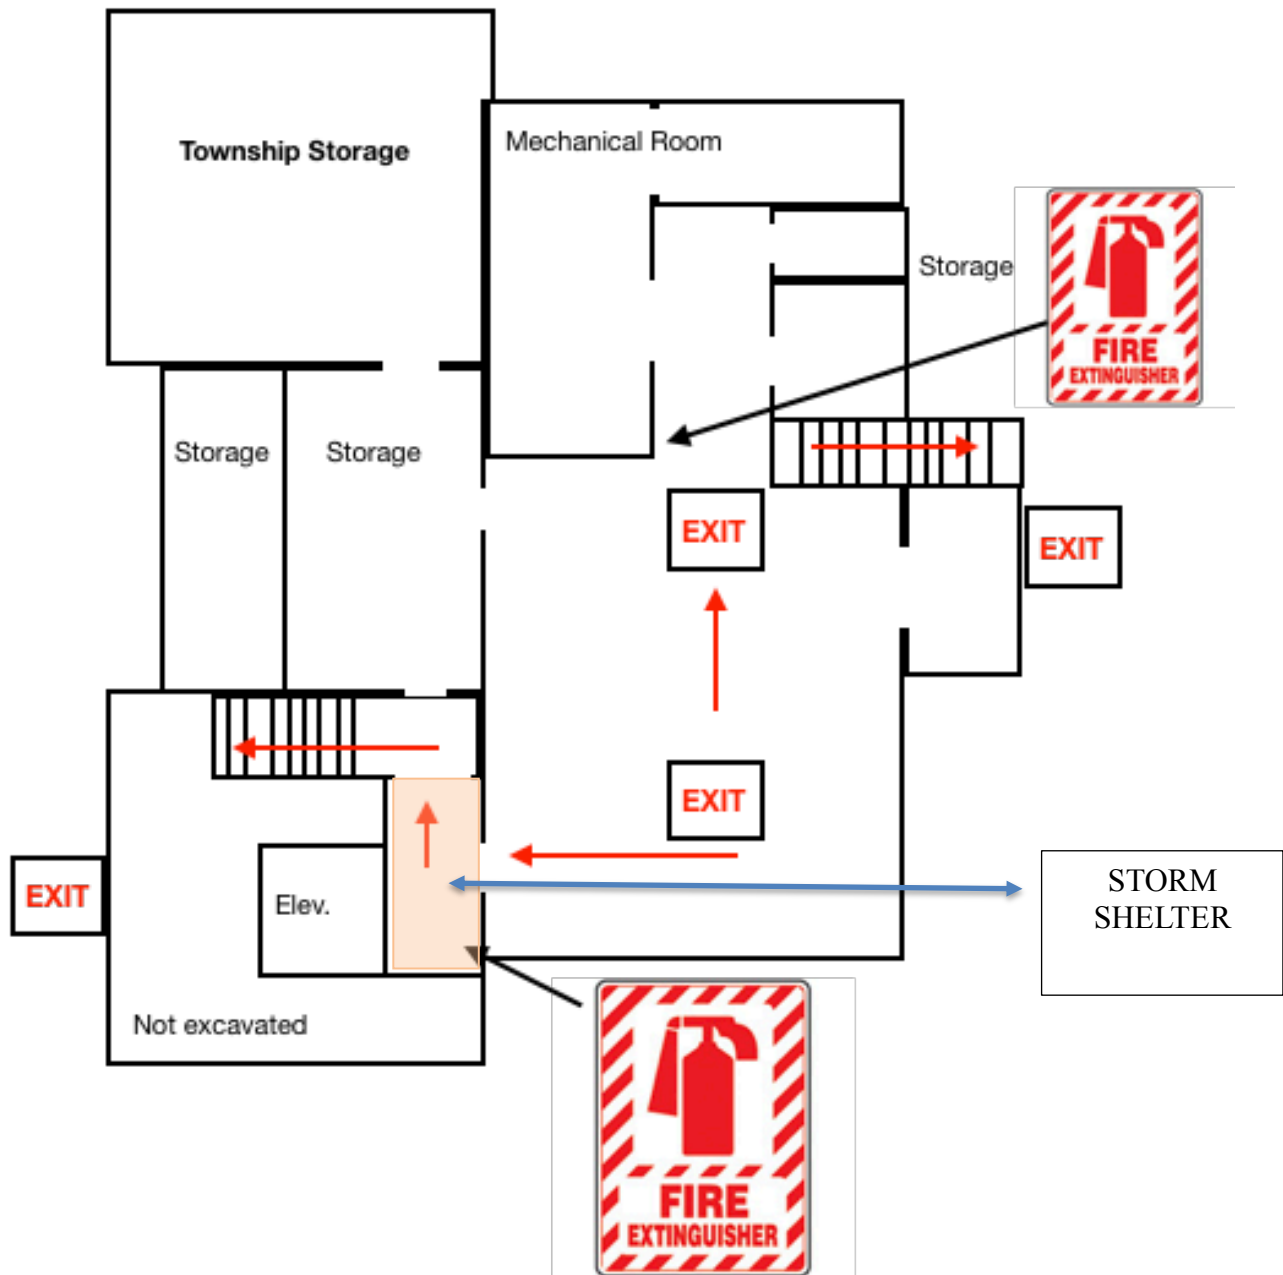 Township Storage
Mechanical Room
Storage
FIRE
EXTINGUISHER
Storage
Storage
EXIT
EXIT
EXIT
EXIT
Elev.
STORM
SHELTER
Not excavated
FIRE
EXTINGUISHER